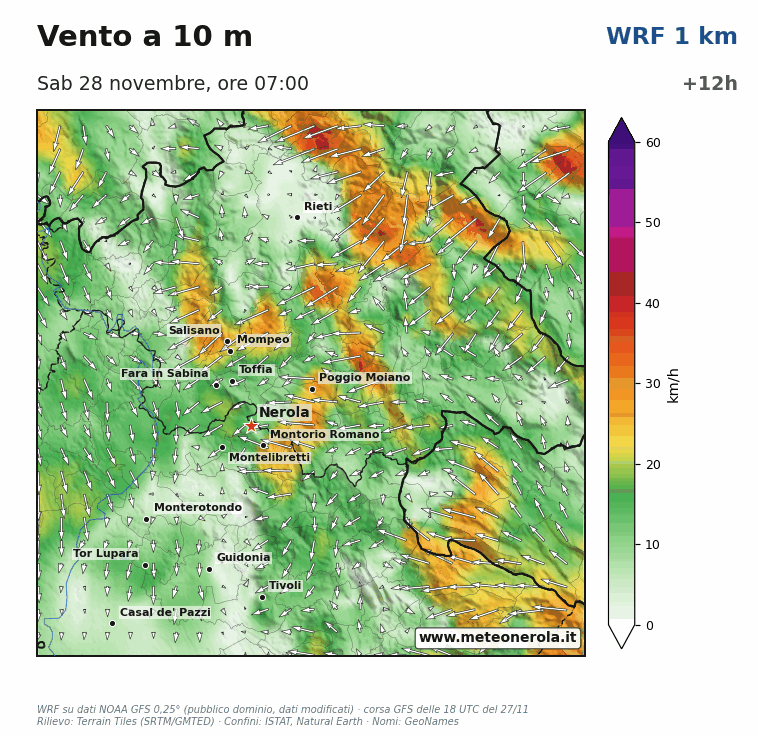 Vento a 10 m
WRF 1 km
Sab 28 novembre, ore 07:00
+12h
Rieti
Salisano
Mompeo
Fara in Sabina
Toffia
Poggio Moiano
Nerola
Montorio Romano
Montelibretti
Monterotondo
Tor Lupara
Guidonia
Tivoli
Casal de' Pazzi
www.meteonerola.it
60
50
40
30
20
10
0
km/h
WRF su dati NOAA GFS 0,25° (pubblico dominio, dati modificati) · corsa GFS delle 18 UTC del 27/11
Rilievo: Terrain Tiles (SRTM/GMTED) · Confini: ISTAT, Natural Earth · Nomi: GeoNames